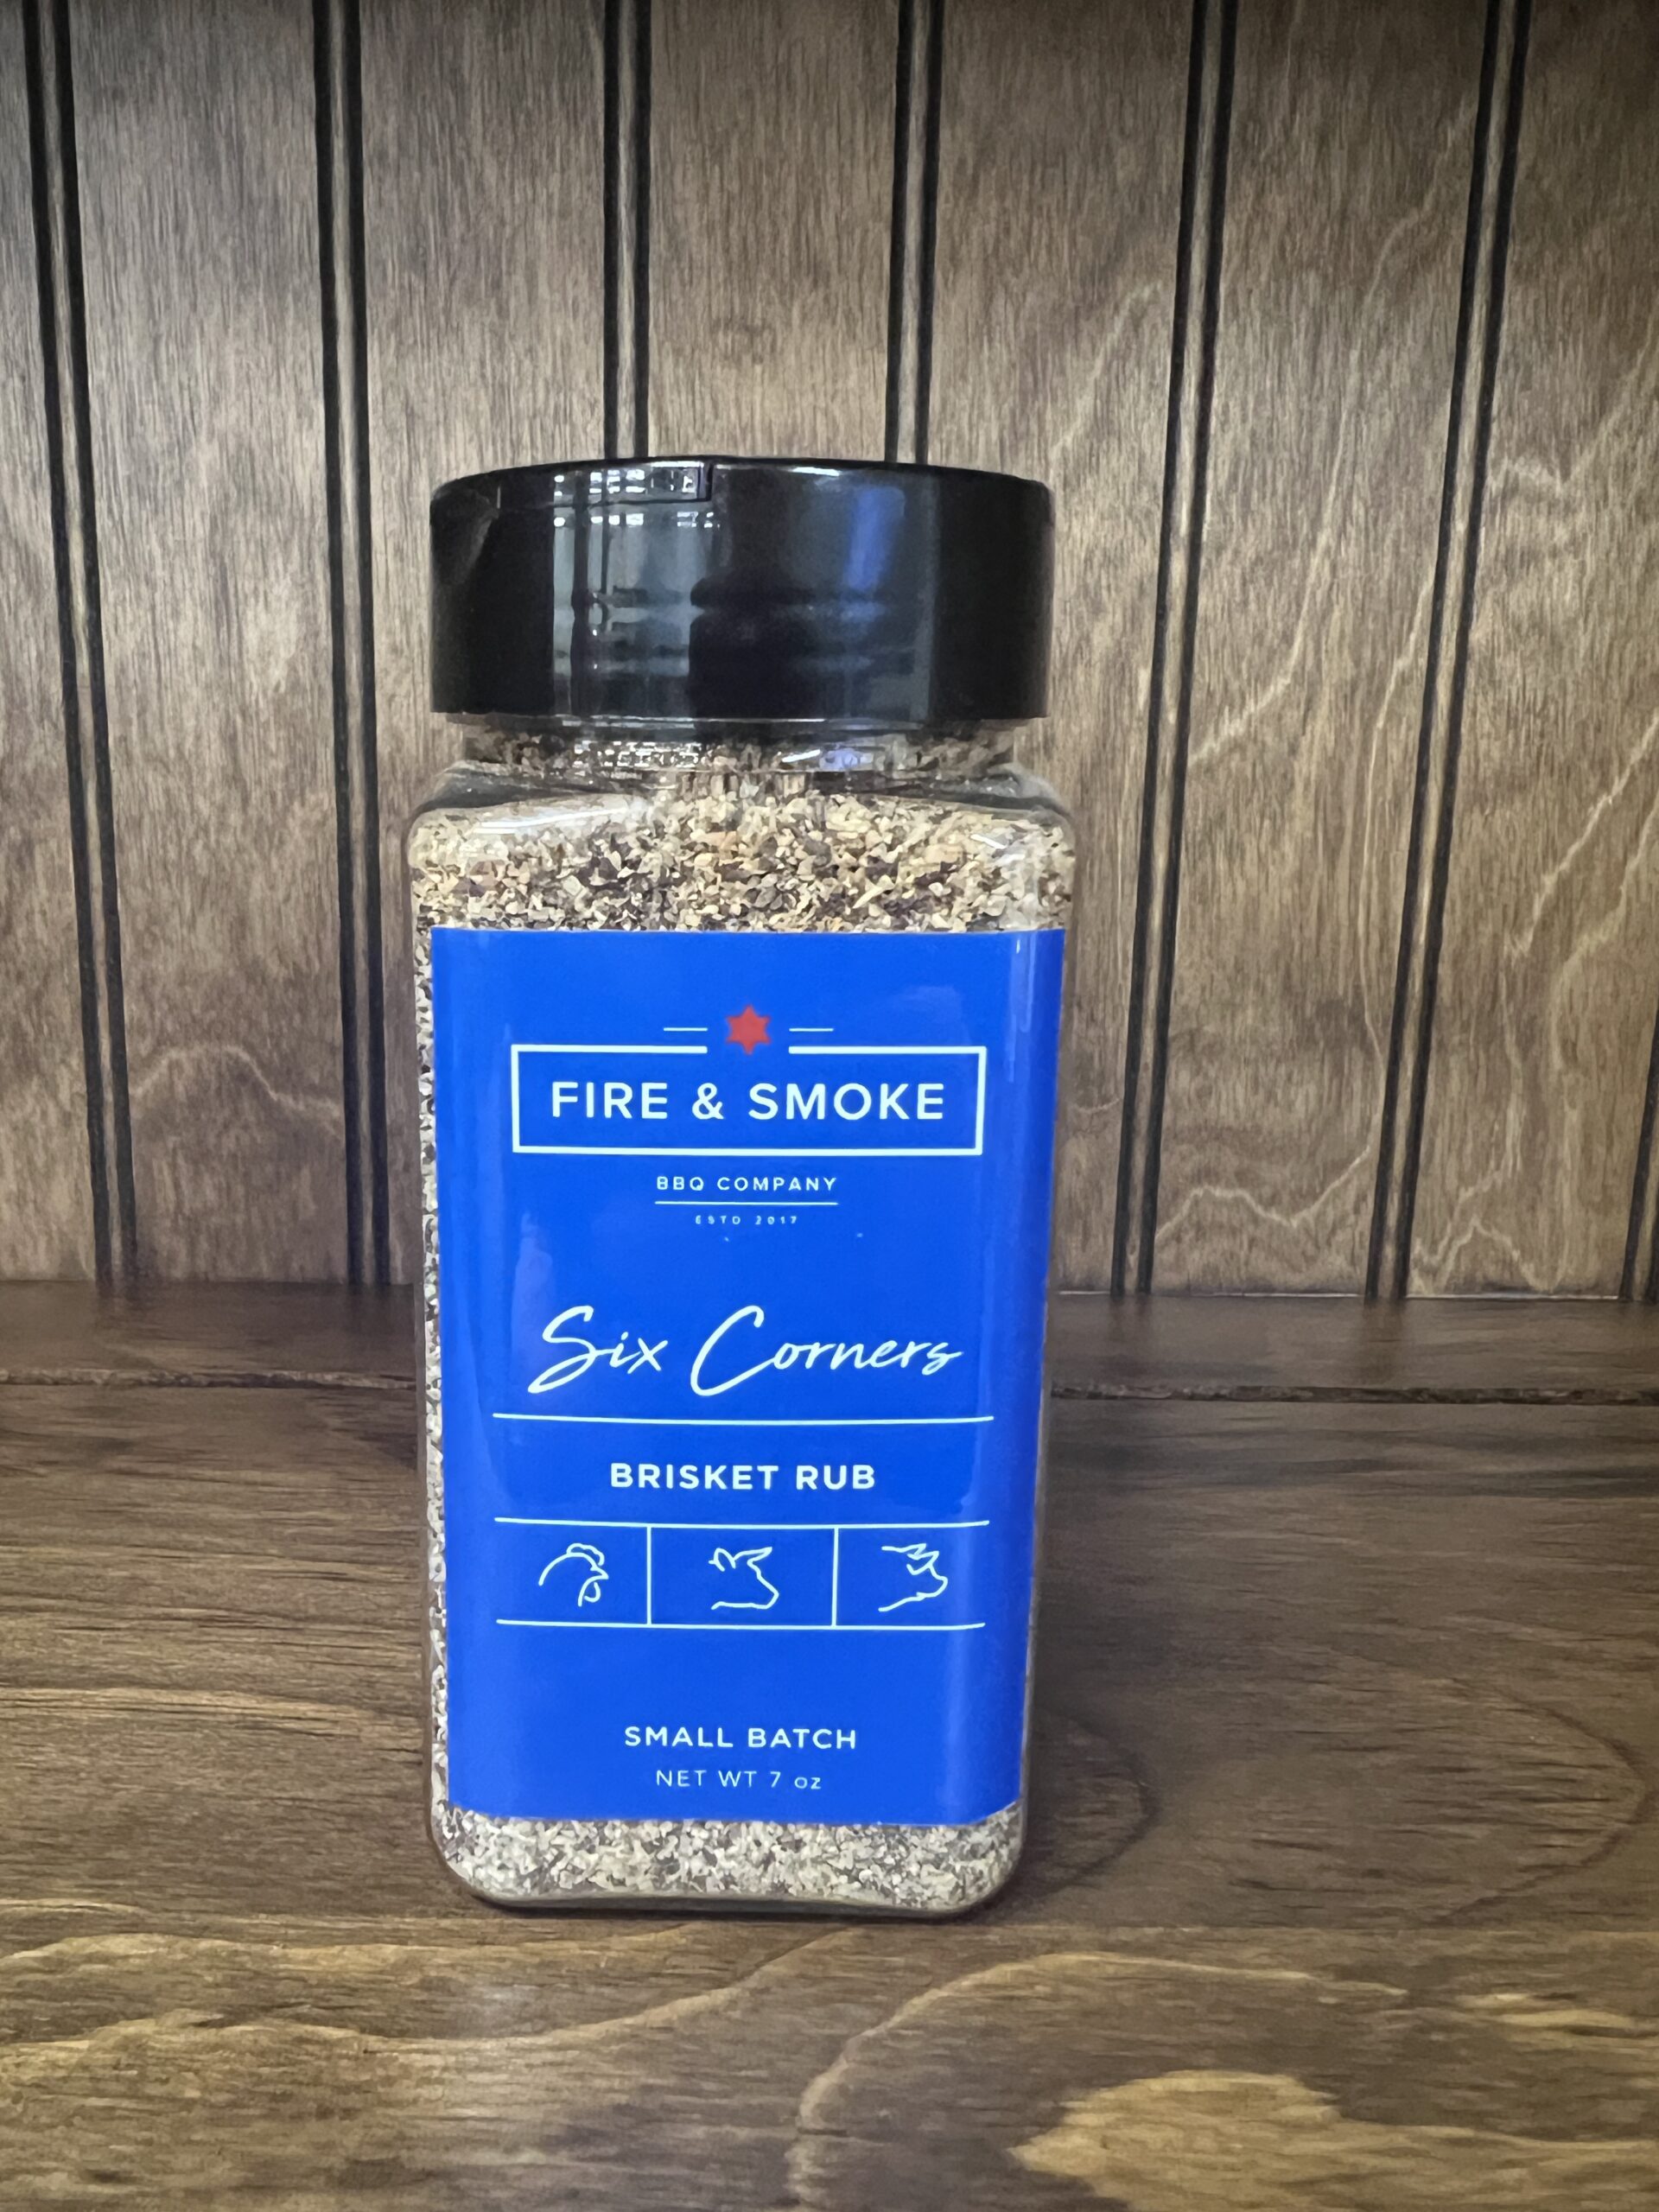 FIRE & SMOKE
BBQ COMPANY
ESTD 2017
Six Corners
BRISKET RUB
SMALL BATCH
NET WT 7 oz